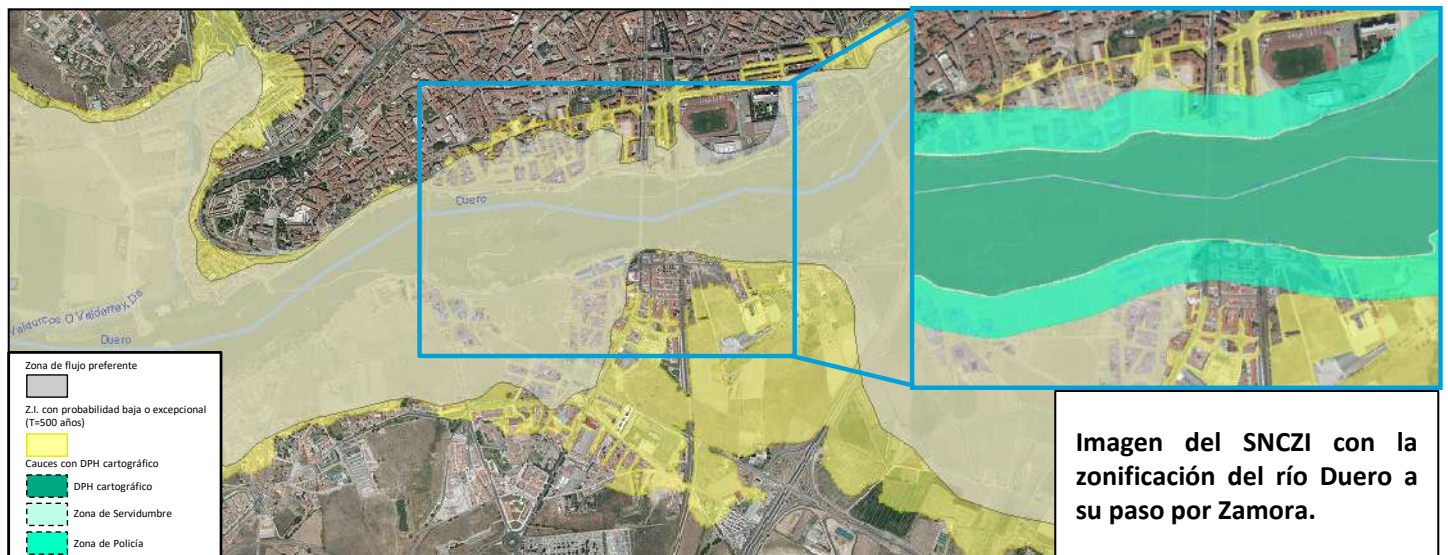 Duero
Valdurcos O Valderrey, De
Duero
Zona de flujo preferente
Z.I. con probabilidad baja o excepcional
(T=500 años)
Cauces con DPH cartográfico
DPH cartográfico
Zona de Servidumbre
Zona de Policía
Imagen del SNCZI con la
zonificación del río Duero a
su paso por Zamora.